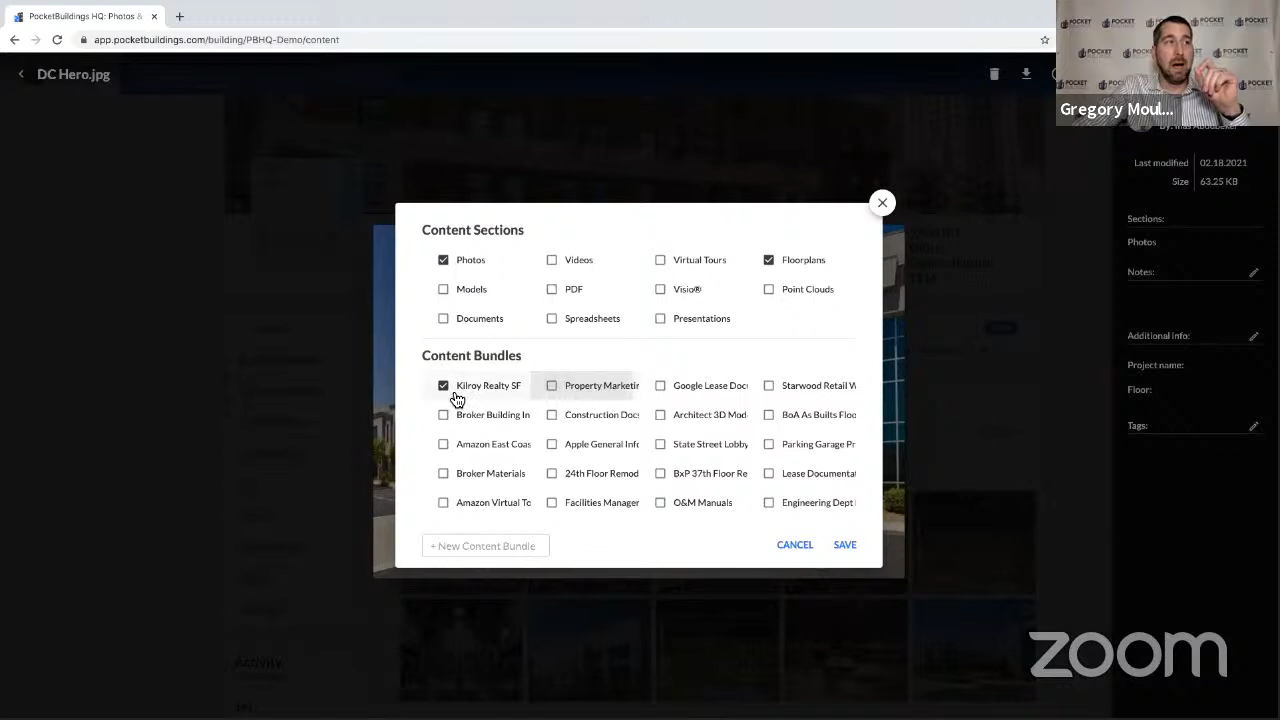 PocketBuildings HQ: Photos &
app.pocketbuildings.com/building/PBHQ-Demo/content
DC Hero.jpg
POCKET
Gregory Moul...
Last modified 02.18.2021
Size 63.25 KB
Sections:
Photos
Notes:
Additional info:
Project name:
Floor:
Tags:
Content Sections
Photos Videos Virtual Tours Floorplans
Models PDF Visio® Point Clouds
Documents Spreadsheets Presentations
Content Bundles
Kilroy Realty SF Property Marketin Google Lease Docu Starwood Retail W
Broker Building In Construction Docs Architect 3D Mod BoA As Builts Floo
Amazon East Coas Apple General Info State Street Lobby Parking Garage Pr
Broker Materials 24th Floor Remod BxP 37th Floor Re Lease Documentat
Amazon Virtual To Facilities Manager O&M Manuals Engineering Dept
+ New Content Bundle CANCEL SAVE
zoom